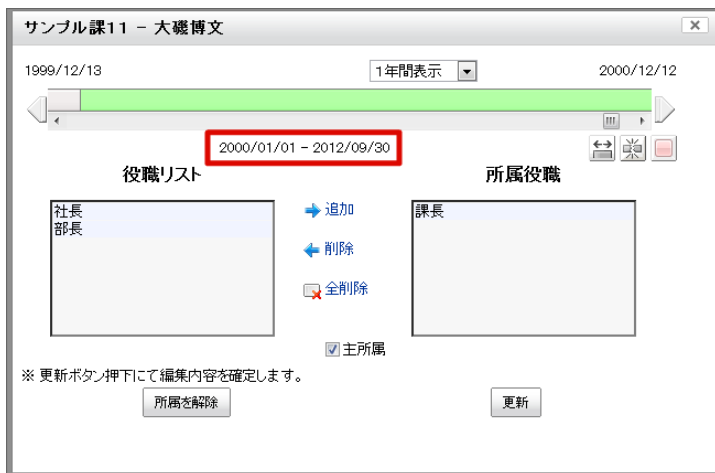 サンプル課11 - 大磯博文
1999/12/13
1年間表示
2000/12/12
2000/01/01 - 2012/09/30
役職リスト
所属役職
社長
部長
追加
削除
全削除
課長
主所属
※ 更新ボタン押下にて編集内容を確定します。
所属を解除
更新